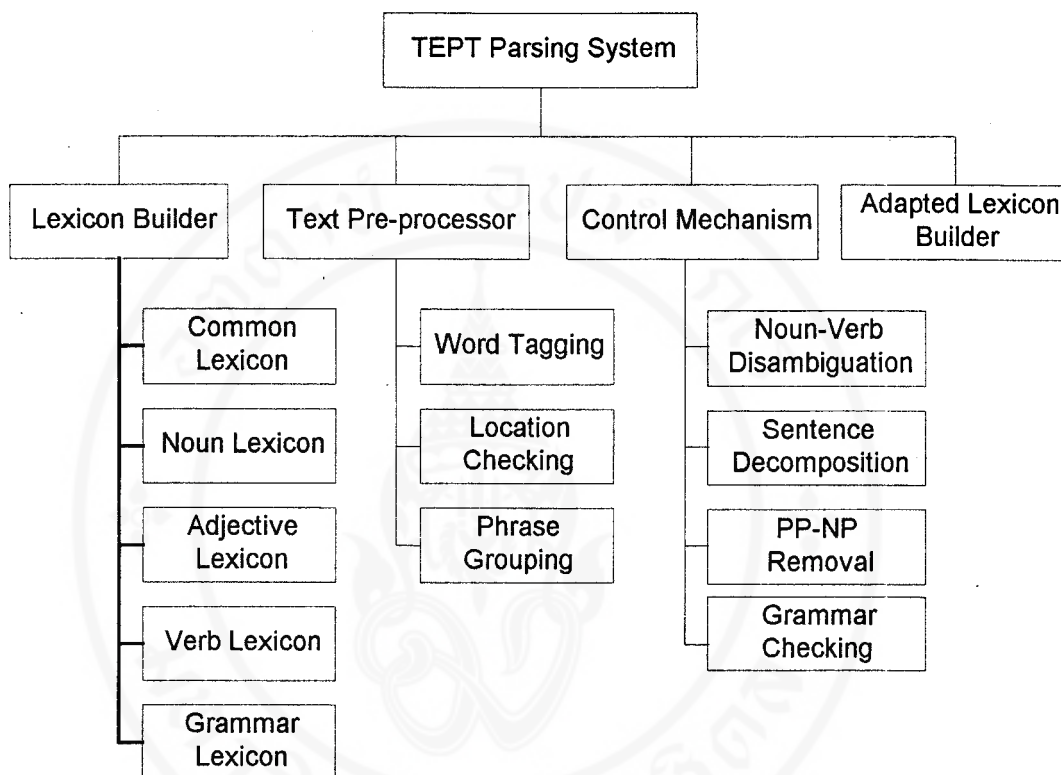 TEPT Parsing System
Lexicon Builder
Text Pre-processor
Control Mechanism
Adapted Lexicon
Builder
Common
Lexicon
Noun Lexicon
Adjective
Lexicon
Verb Lexicon
Grammar
Lexicon
Word Tagging
Location
Checking
Phrase
Grouping
Noun-Verb
Disambiguation
Sentence
Decomposition
PP-NP
Removal
Grammar
Checking